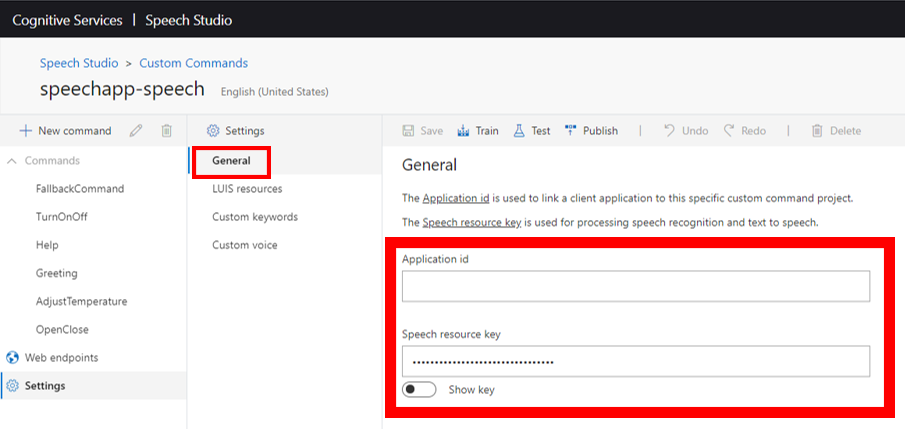 Cognitive Services | Speech Studio
Speech Studio > Custom Commands
speechapp-speech English (United States)
New command
Commands
FallbackCommand
TurnOnOff
Help
Greeting
AdjustTemperature
OpenClose
Web endpoints
Settings
Settings
General
LUIS resources
Custom keywords
Custom voice
Save Train Test Publish | Undo Redo | Delete
General
The Application id is used to link a client application to this specific custom command project.
The Speech resource key is used for processing speech recognition and text to speech.
Application id
Speech resource key
••••••••••••••••••••••••••••••••
Show key